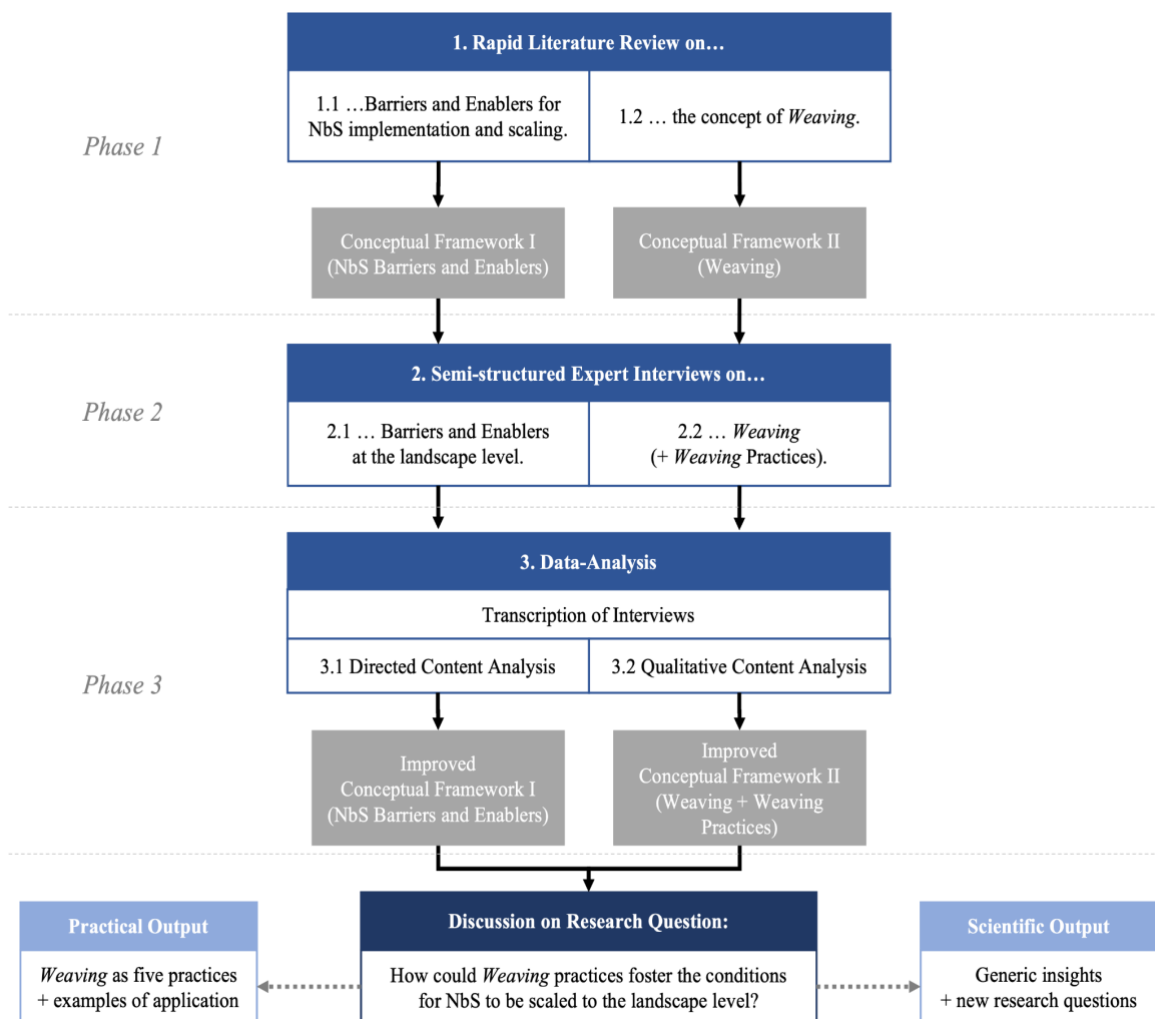 1. Rapid Literature Review on…
Phase 1
1.1 …Barriers and Enablers for
NbS implementation and scaling.
1.2 … the concept of Weaving.
Conceptual Framework I
(NbS Barriers and Enablers)
Conceptual Framework II
(Weaving)
2. Semi-structured Expert Interviews on…
Phase 2
2.1 … Barriers and Enablers
at the landscape level.
2.2 … Weaving
(+ Weaving Practices).
3. Data-Analysis
Transcription of Interviews
Phase 3
3.1 Directed Content Analysis
3.2 Qualitative Content Analysis
Improved
Conceptual Framework I
(NbS Barriers and Enablers)
Improved
Conceptual Framework II
(Weaving + Weaving
Practices)
Practical Output
Weaving as five practices
+ examples of application
Discussion on Research Question:
How could Weaving practices foster the conditions
for NbS to be scaled to the landscape level?
Scientific Output
Generic insights
+ new research questions